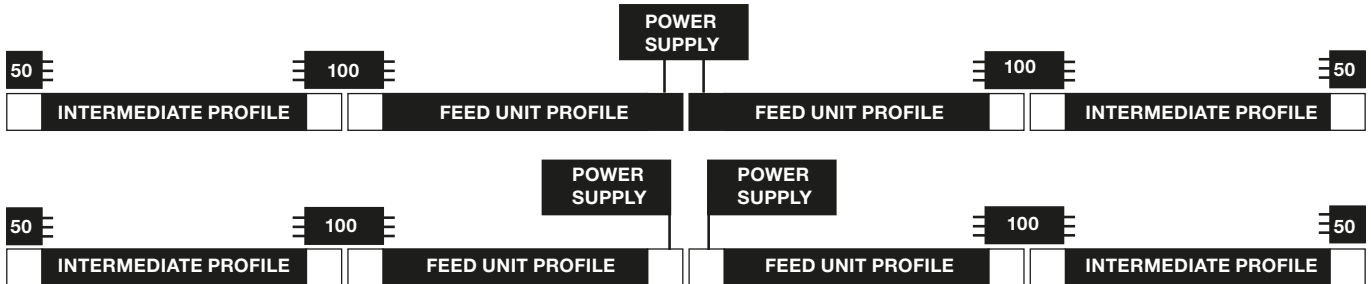 POWER
SUPPLY
50 100 100 50
INTERMEDIATE PROFILE FEED UNIT PROFILE FEED UNIT PROFILE INTERMEDIATE PROFILE
POWER
SUPPLY
POWER
SUPPLY
50 100 100 50
INTERMEDIATE PROFILE FEED UNIT PROFILE FEED UNIT PROFILE INTERMEDIATE PROFILE